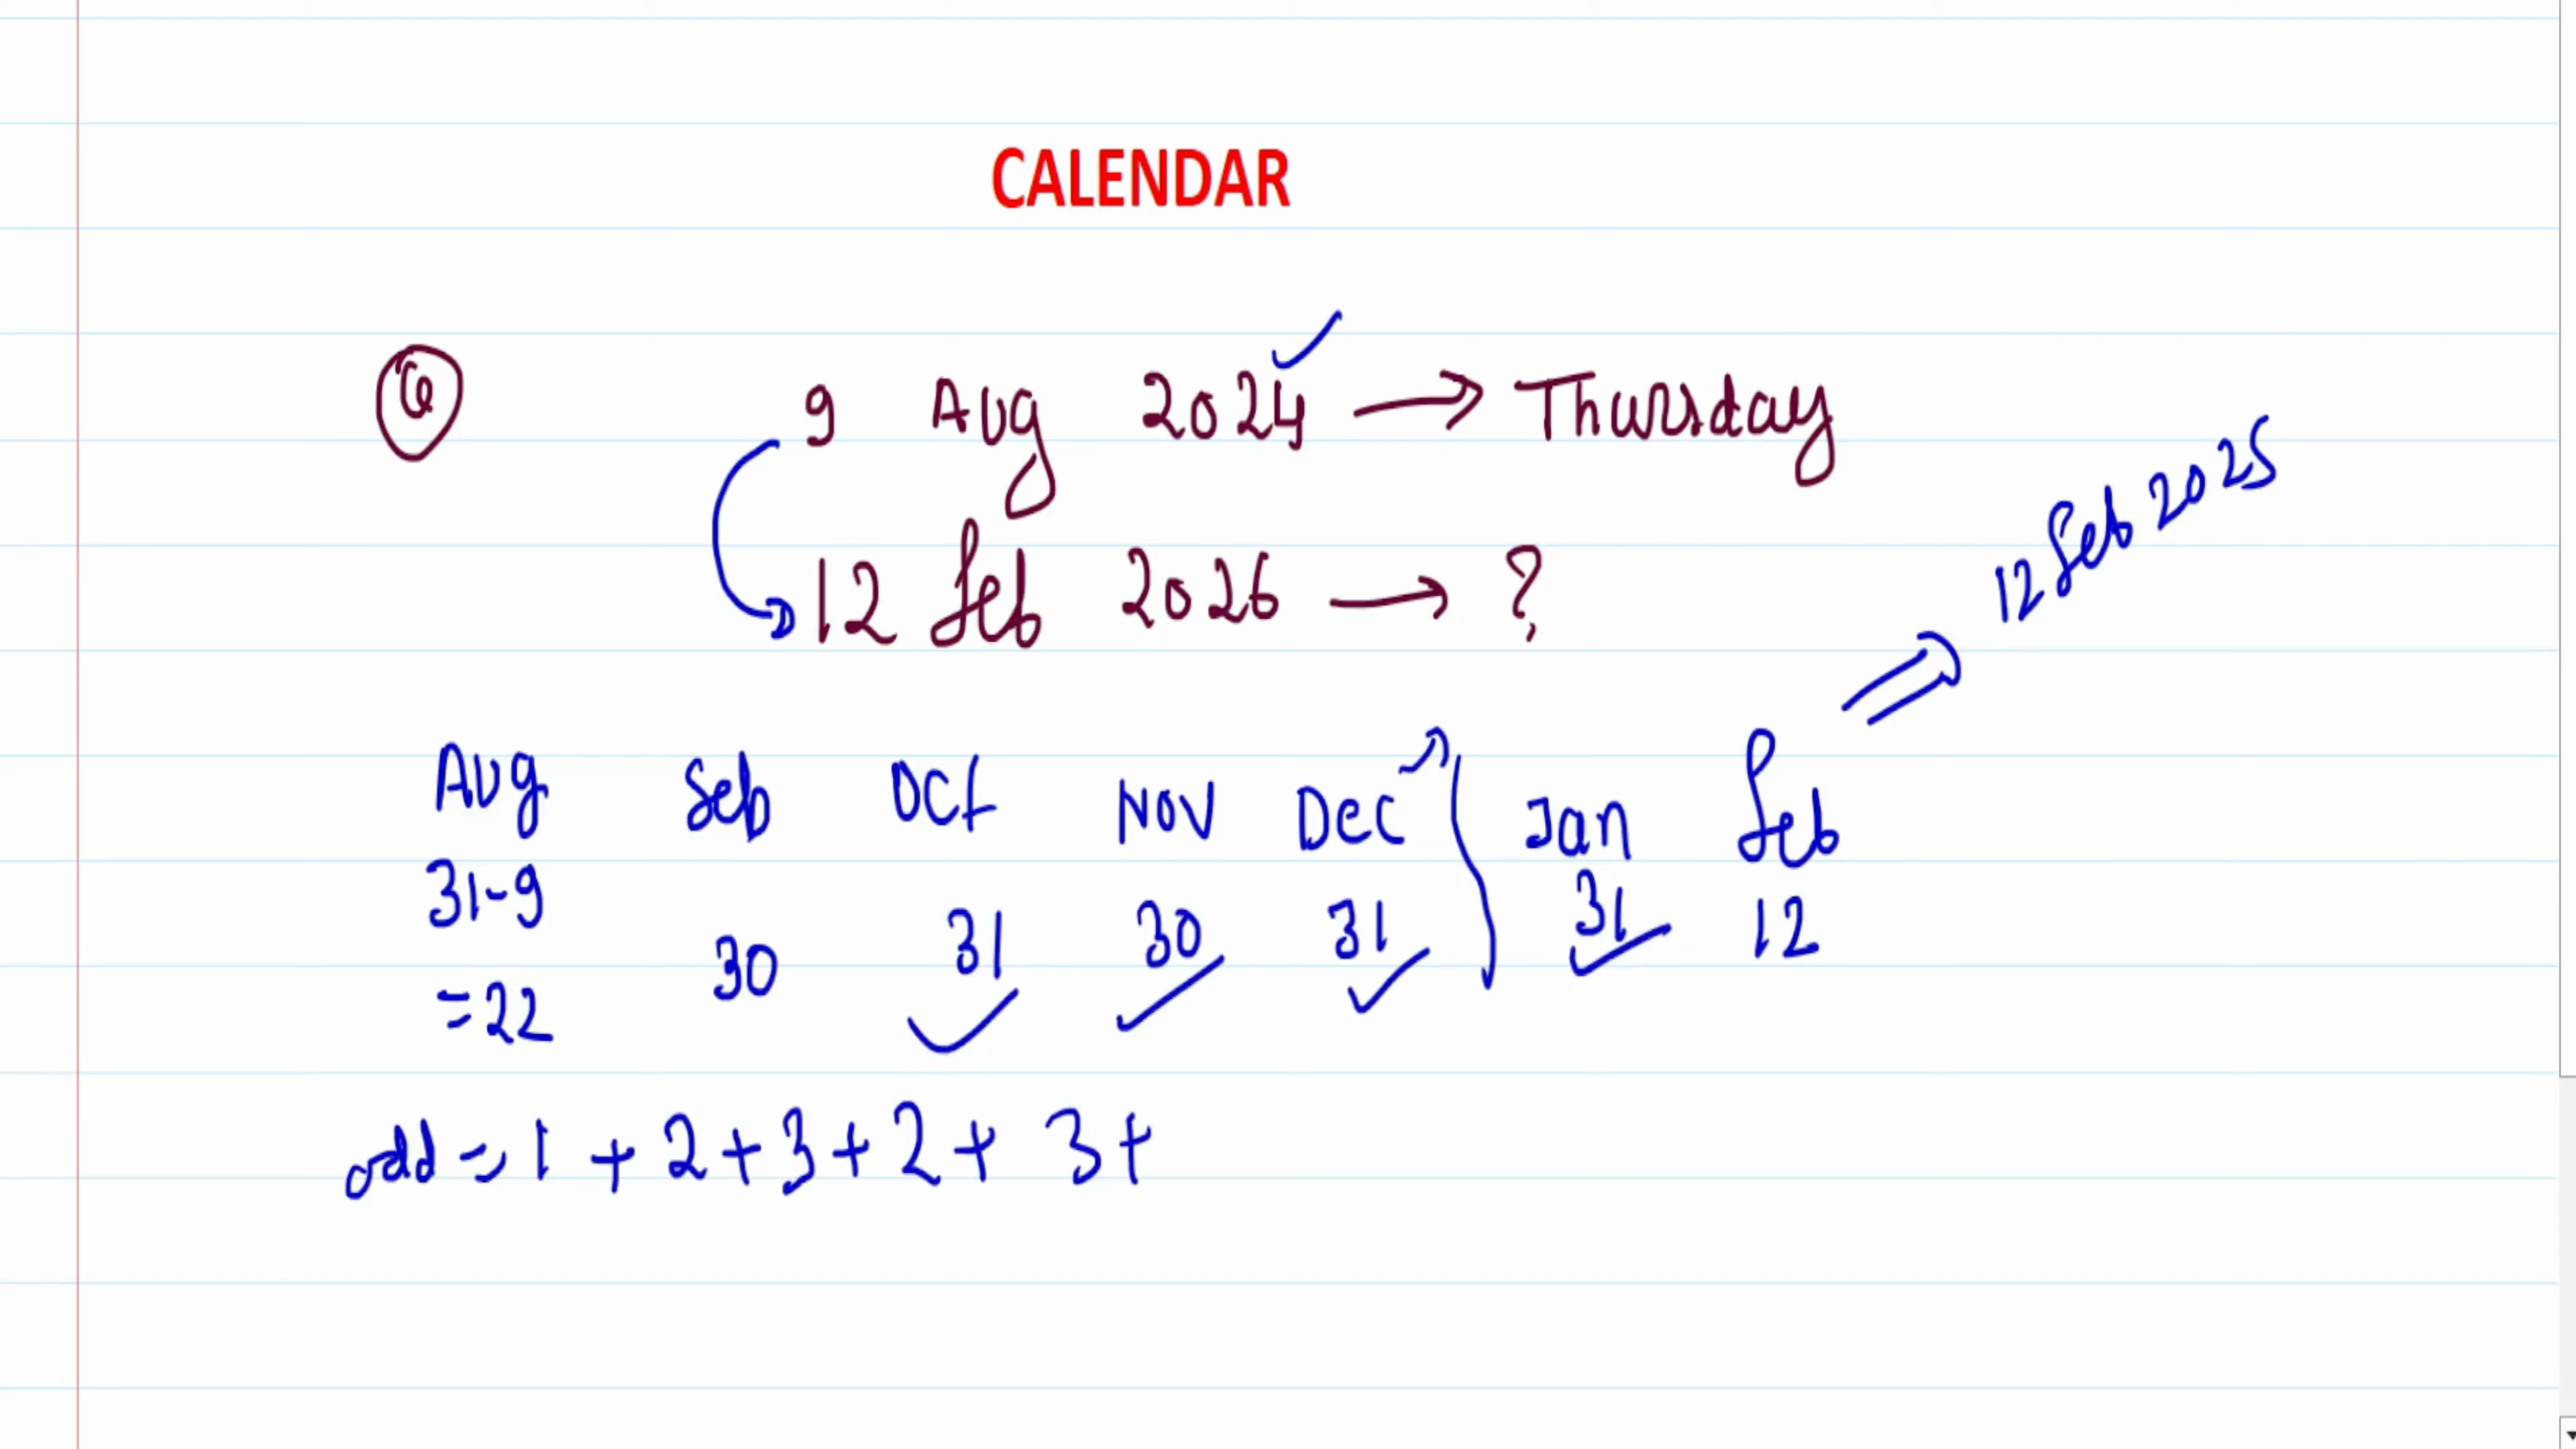 CALENDAR
Q 9 Aug 2024 → Thursday
12 feb 2026 → ?
12 feb 2025
Aug Seb Oct Nov Dec Jan feb
31-9 30 31 30 31 31 12
=22
odd = 1 + 2 + 3 + 2 + 3 +